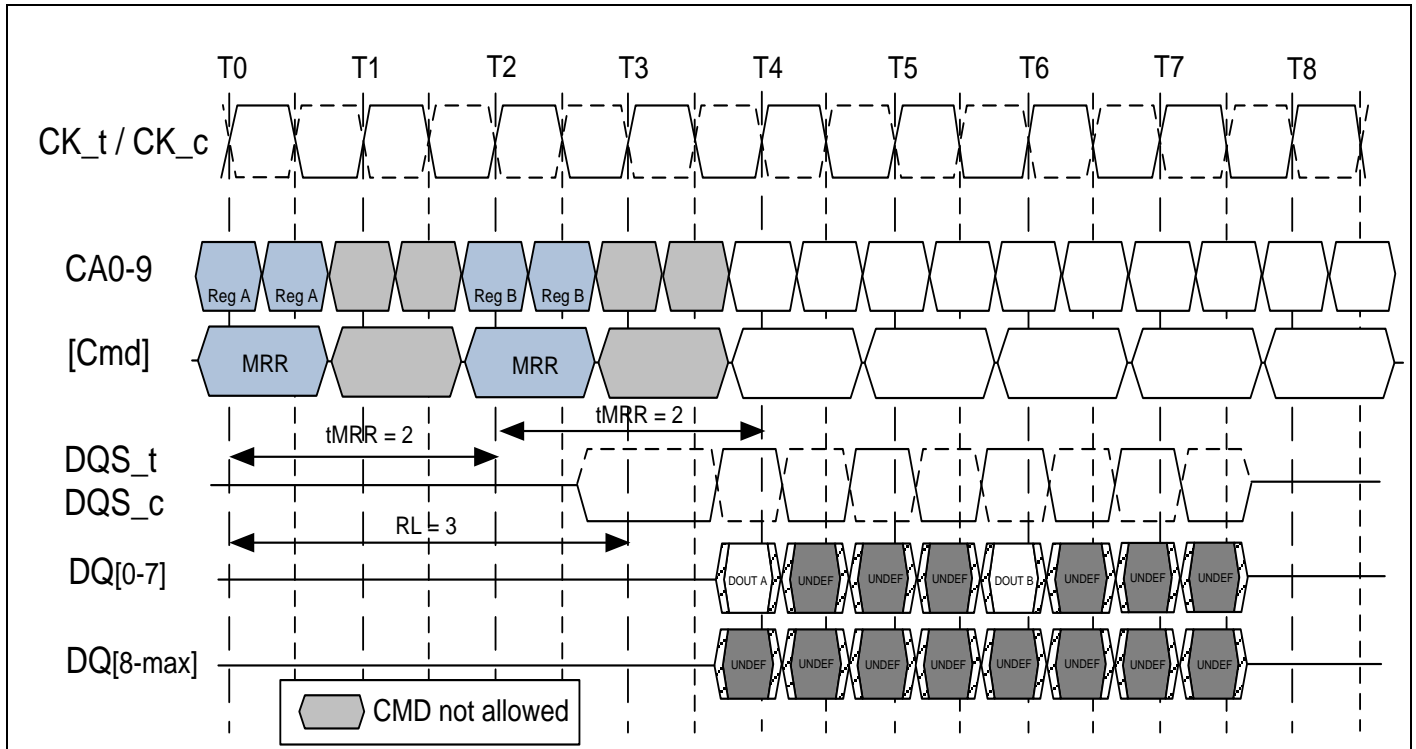 T0 T1 T2 T3 T4 T5 T6 T7 T8
CK_t / CK_c
CA0-9
Reg A Reg A Reg B Reg B
[Cmd]
MRR MRR
tMRR = 2
tMRR = 2
DQS_t
DQS_c
RL = 3
DQ[0-7]
DOUT A UNDEF UNDEF UNDEF DOUT B UNDEF UNDEF UNDEF
DQ[8-max]
UNDEF UNDEF UNDEF UNDEF UNDEF UNDEF UNDEF UNDEF
CMD not allowed